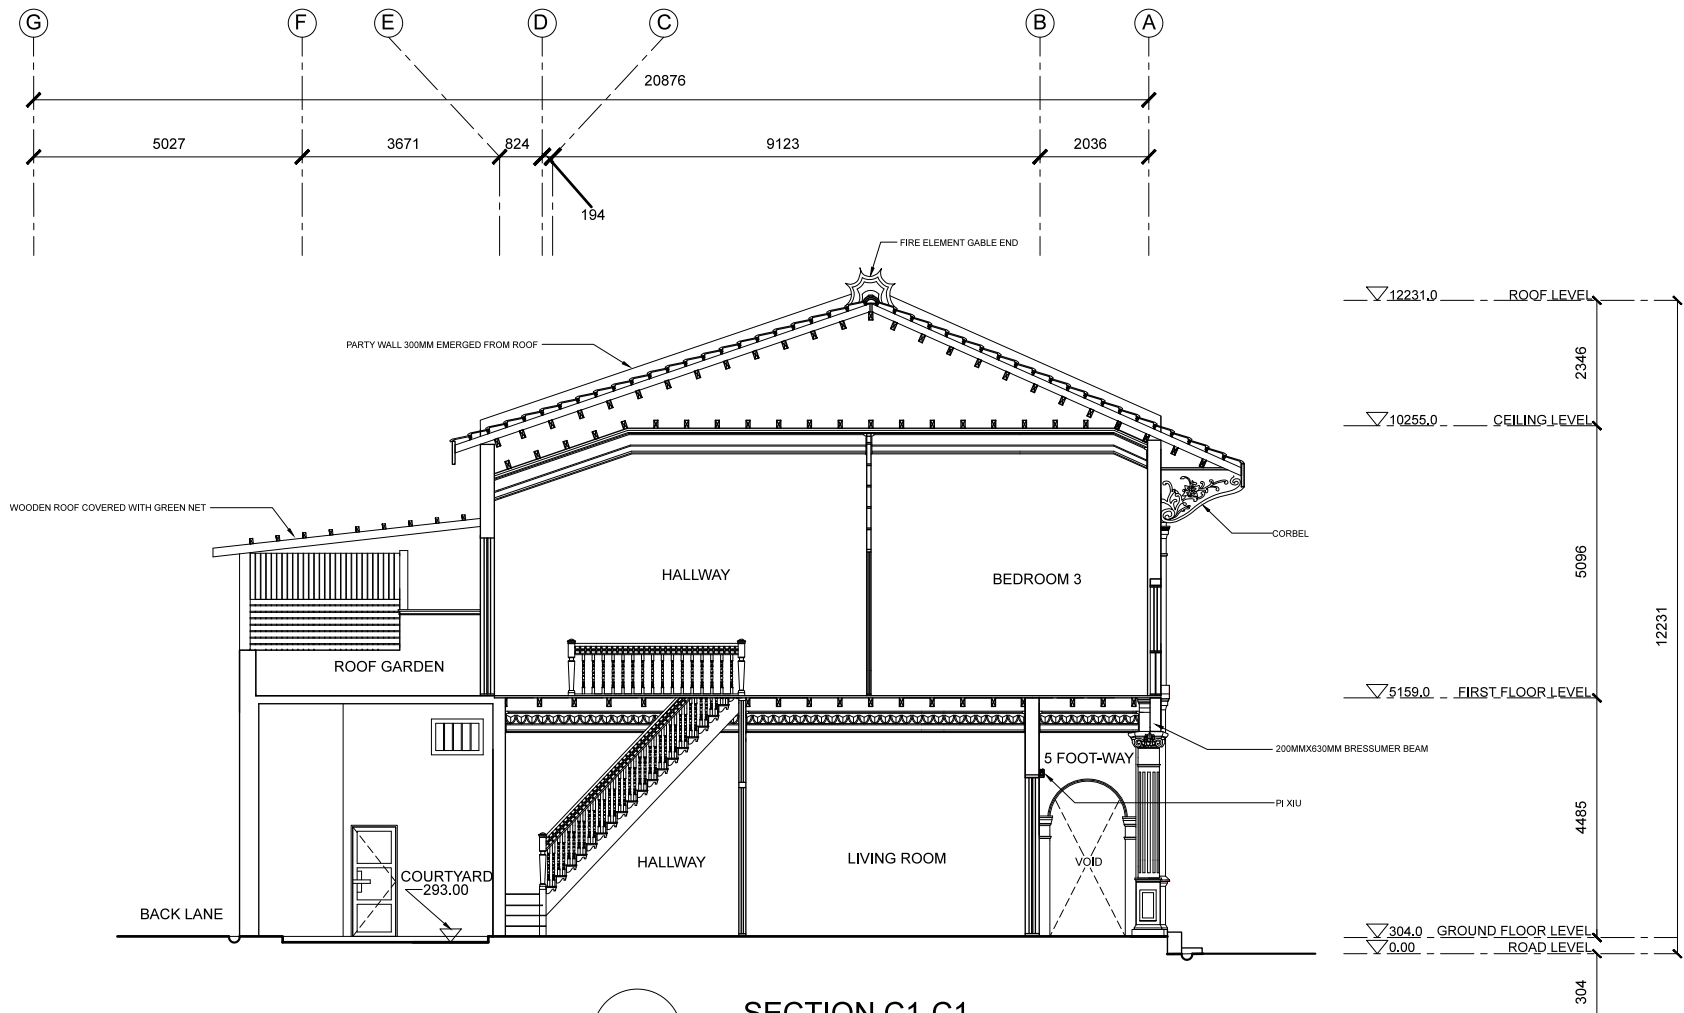 G
F
E
D
C
B
A
20876
5027
3671
824
9123
2036
194
FIRE ELEMENT GABLE END
12231.0 ROOF LEVEL
PARTY WALL 300MM EMERGED FROM ROOF
2346
10255.0 CEILING LEVEL
WOODEN ROOF COVERED WITH GREEN NET
CORBEL
5096
HALLWAY
BEDROOM 3
12231
ROOF GARDEN
5159.0 FIRST FLOOR LEVEL
200MMX630MM BRESSUMER BEAM
5 FOOT-WAY
PI XIU
4485
HALLWAY
LIVING ROOM
VOID
COURTYARD
293.00
BACK LANE
304.0 GROUND FLOOR LEVEL
0.00 ROAD LEVEL
304
SECTION C1-C1